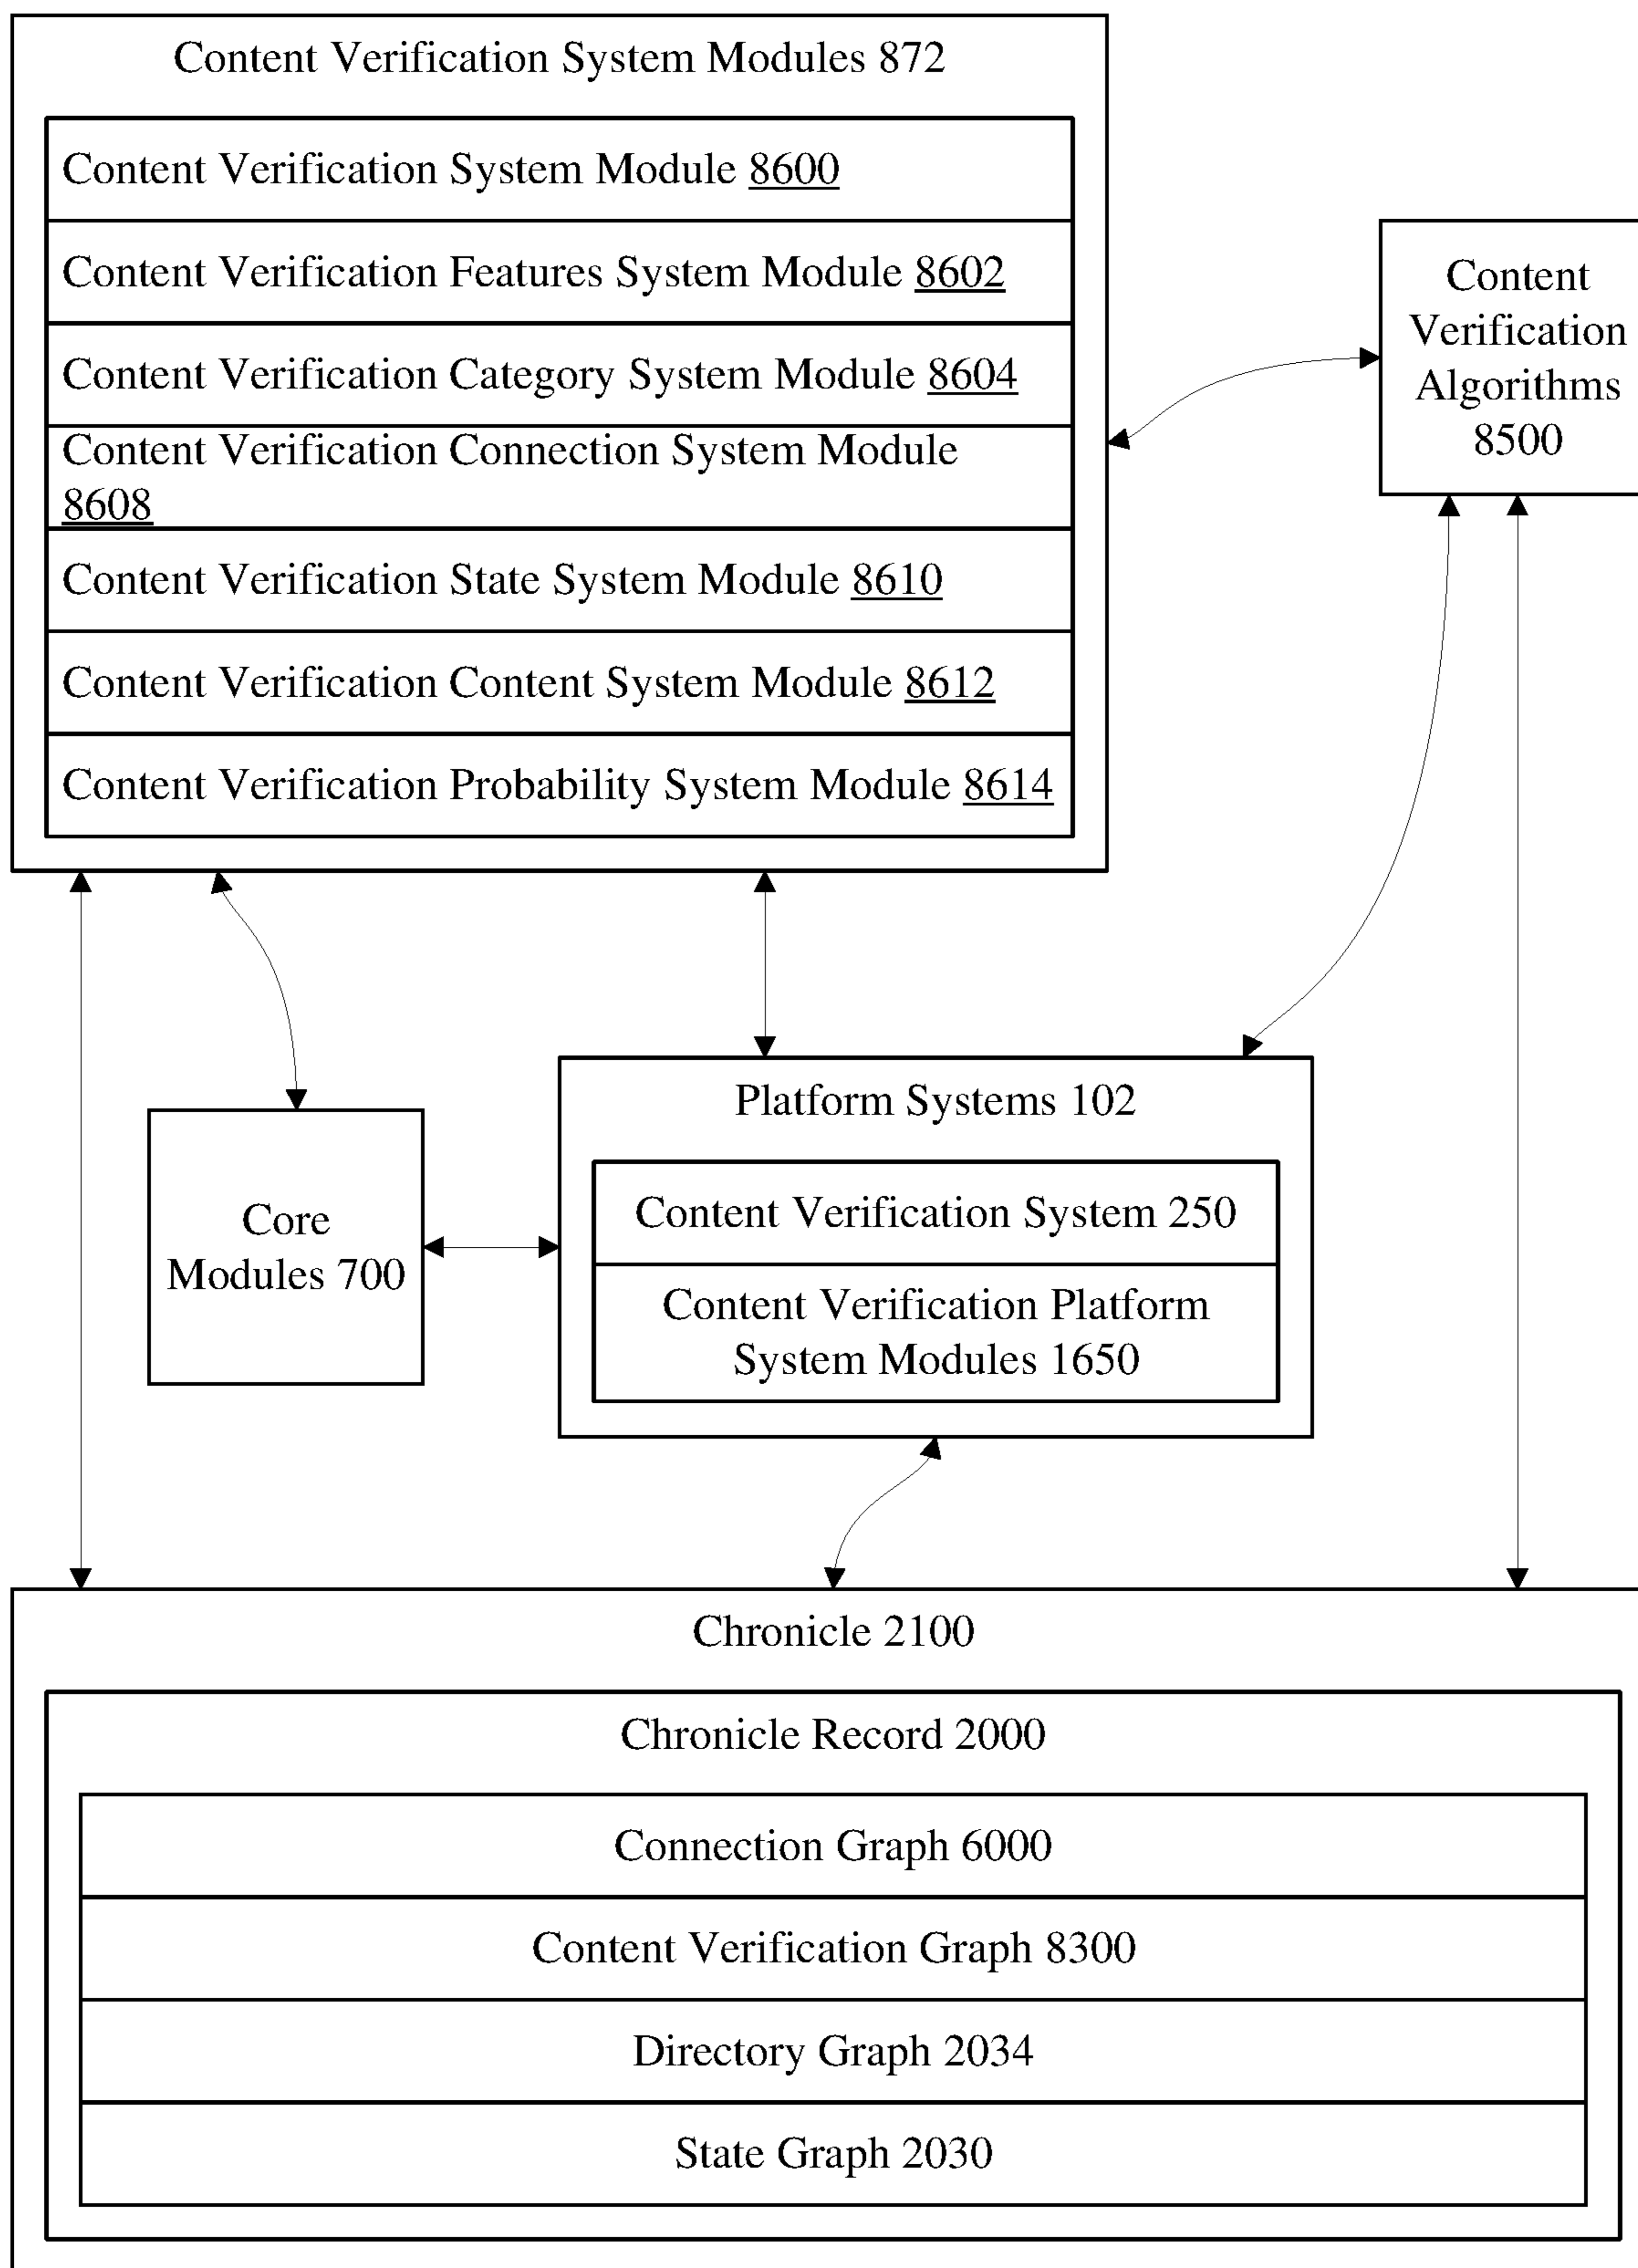 Content Verification System Modules 872
Content Verification System Module 8600
Content Verification Features System Module 8602
Content Verification Category System Module 8604
Content Verification Connection System Module
8608
Content Verification State System Module 8610
Content Verification Content System Module 8612
Content Verification Probability System Module 8614
Content
Verification
Algorithms
8500
Platform Systems 102
Content Verification System 250
Content Verification Platform
System Modules 1650
Core
Modules 700
Chronicle 2100
Chronicle Record 2000
Connection Graph 6000
Content Verification Graph 8300
Directory Graph 2034
State Graph 2030